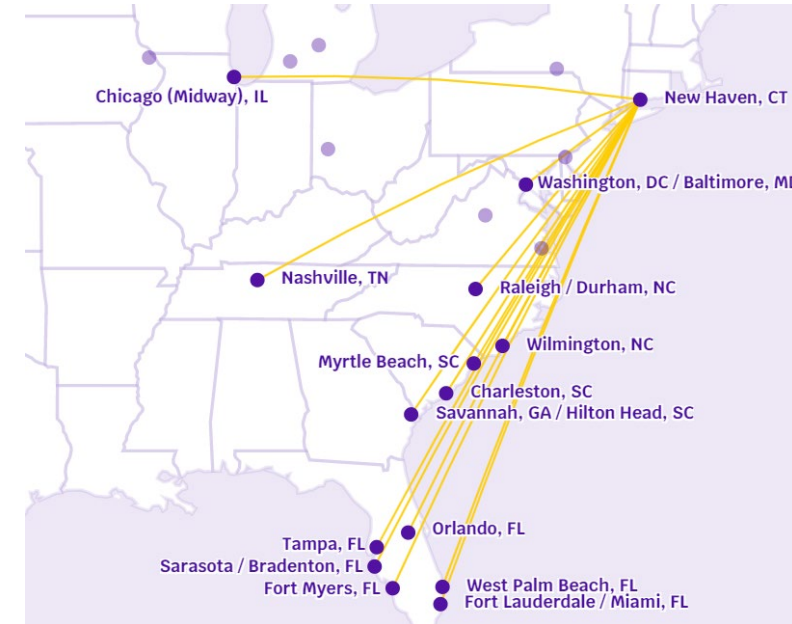 Chicago (Midway), IL
New Haven, CT
Washington, DC / Baltimore, M
Nashville, TN
Raleigh / Durham, NC
Wilmington, NC
Myrtle Beach, SC
Charleston, SC
Savannah, GA / Hilton Head, SC
Orlando, FL
Tampa, FL
Sarasota / Bradenton, FL
Fort Myers, FL
West Palm Beach, FL
Fort Lauderdale / Miami, FL